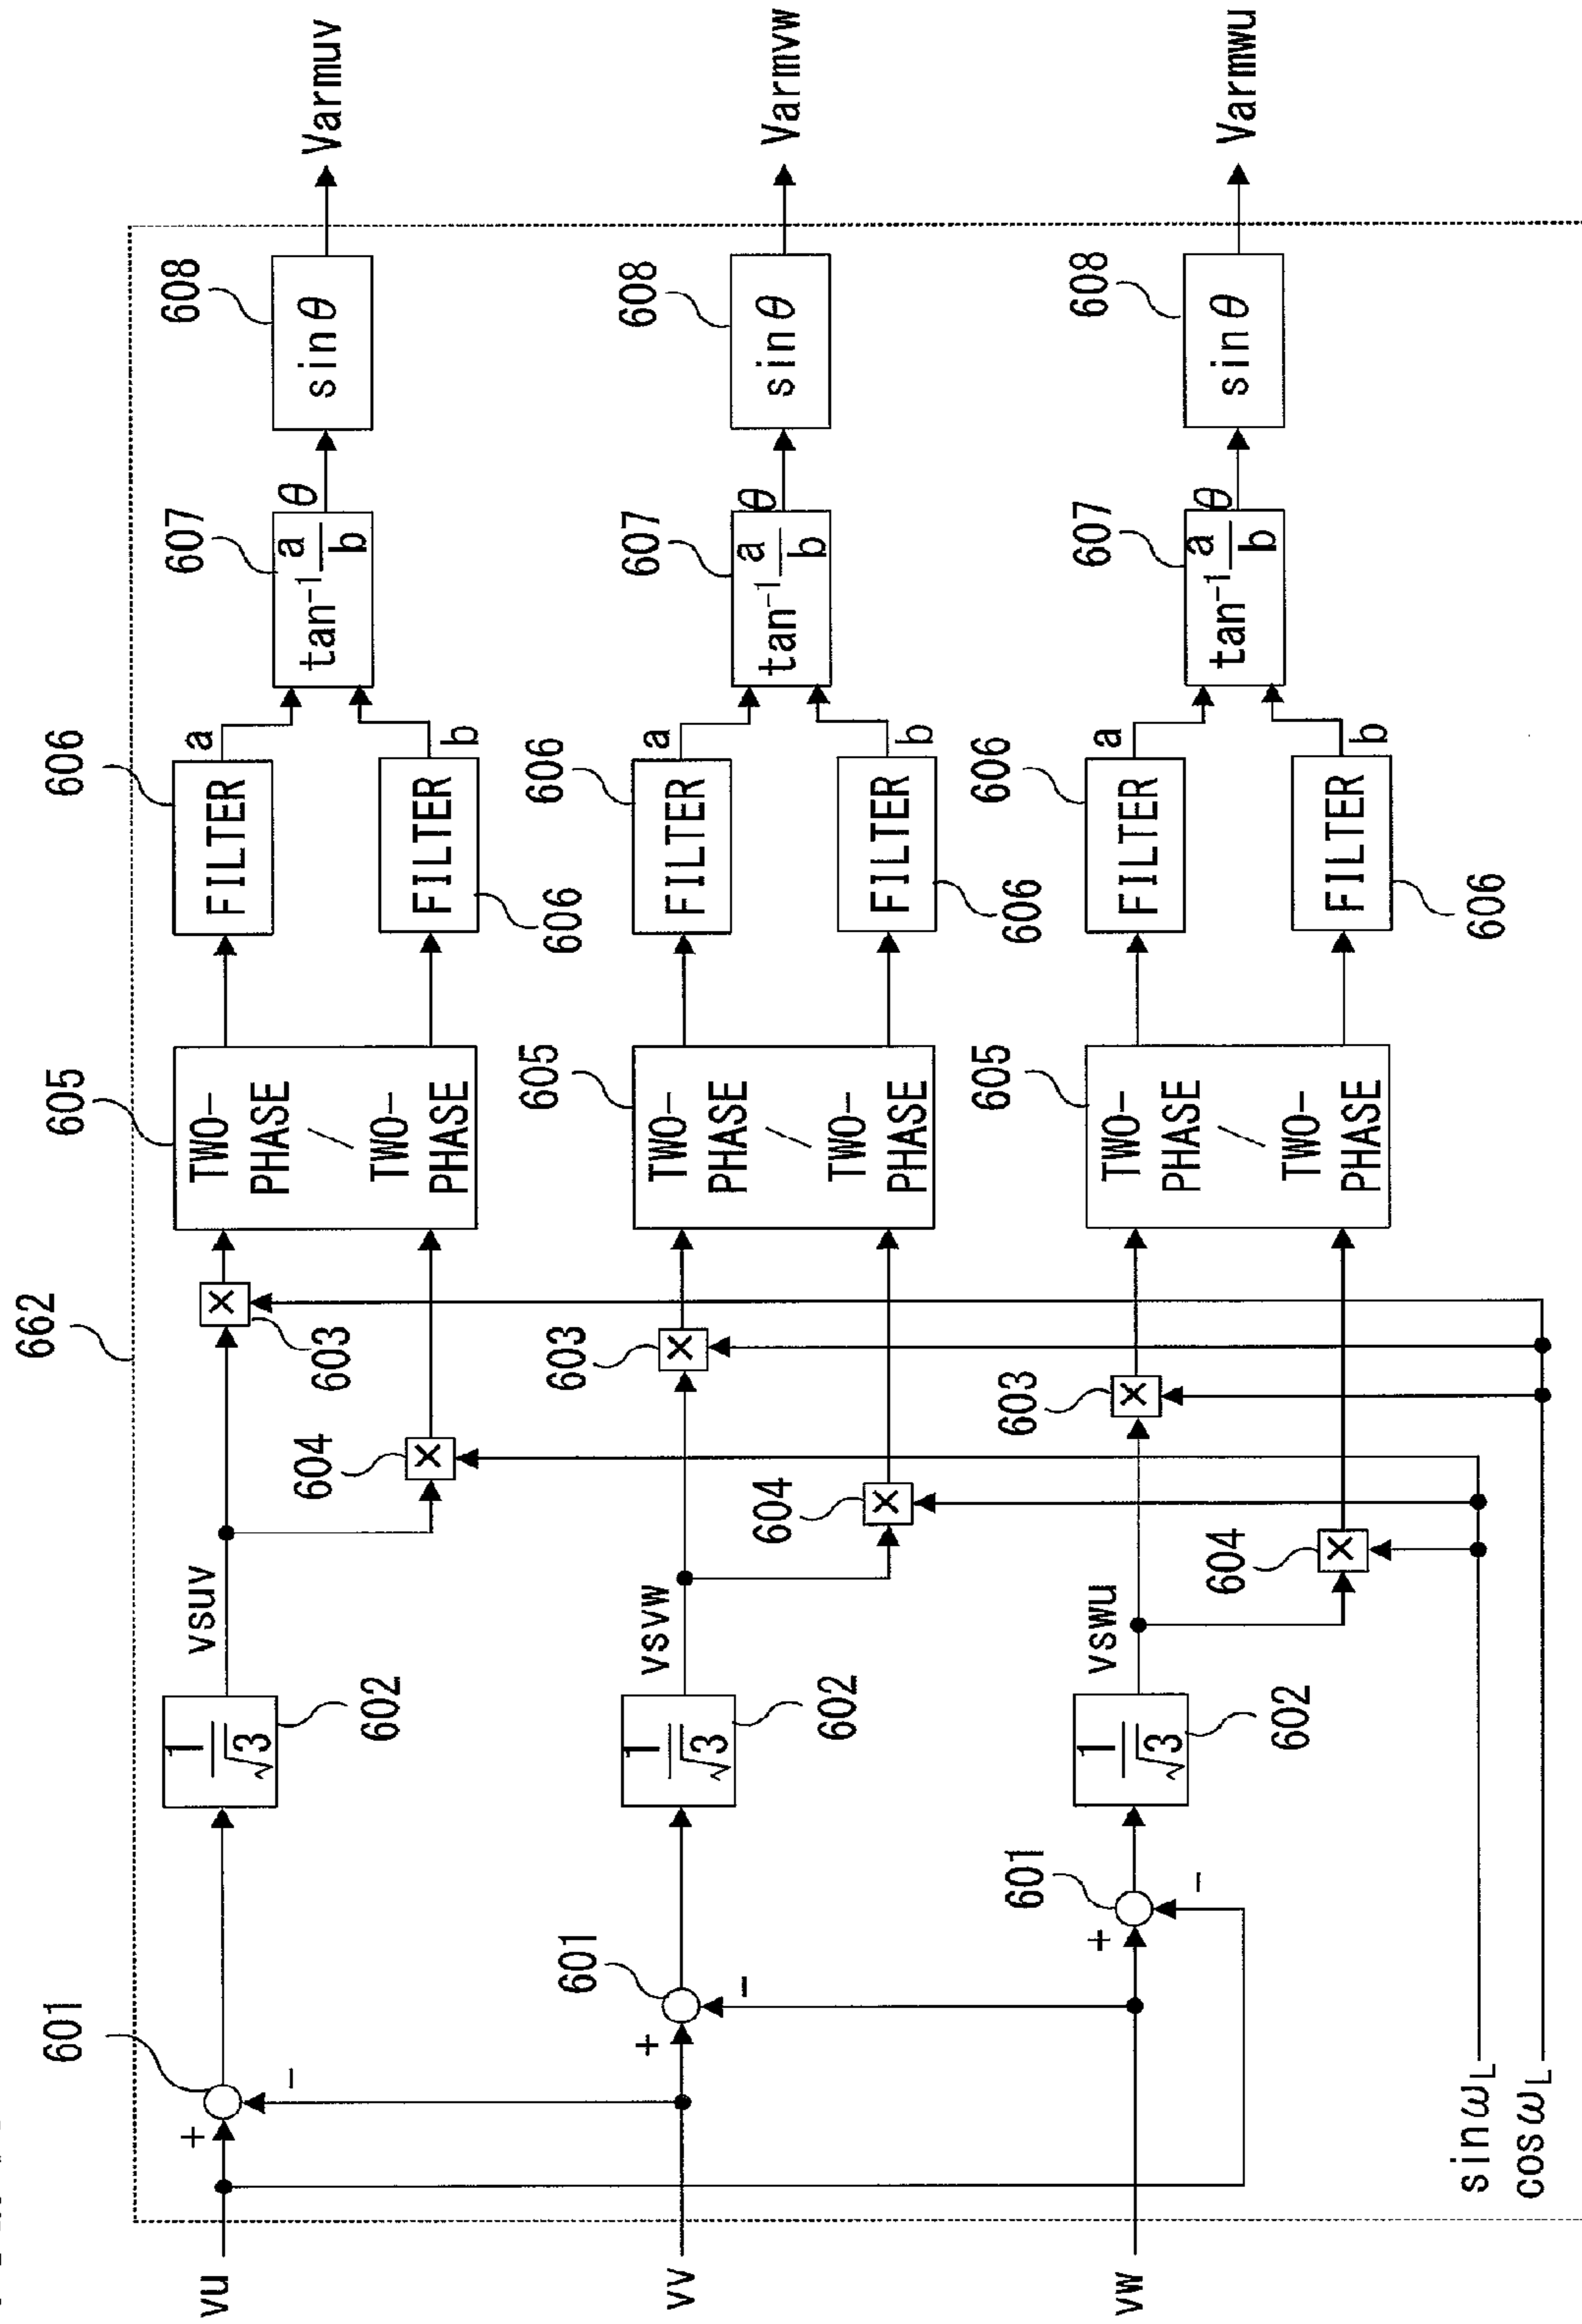 662
601
vu
+
−
1
√3
602
vsuv
×
603
×
604
605
TWO-
PHASE
/
TWO-
PHASE
606
FILTER
a
FILTER
b
606
607
tan⁻¹ a/b
θ
608
sinθ
Varmuv
601
vv
+
−
1
√3
602
vsvw
×
603
×
604
605
TWO-
PHASE
/
TWO-
PHASE
606
FILTER
a
FILTER
b
606
607
tan⁻¹ a/b
θ
608
sinθ
Varmvw
601
vw
+
−
1
√3
602
vswu
×
603
×
604
605
TWO-
PHASE
/
TWO-
PHASE
606
FILTER
a
FILTER
b
606
607
tan⁻¹ a/b
θ
608
sinθ
Varmwu
sinω_L
cosω_L